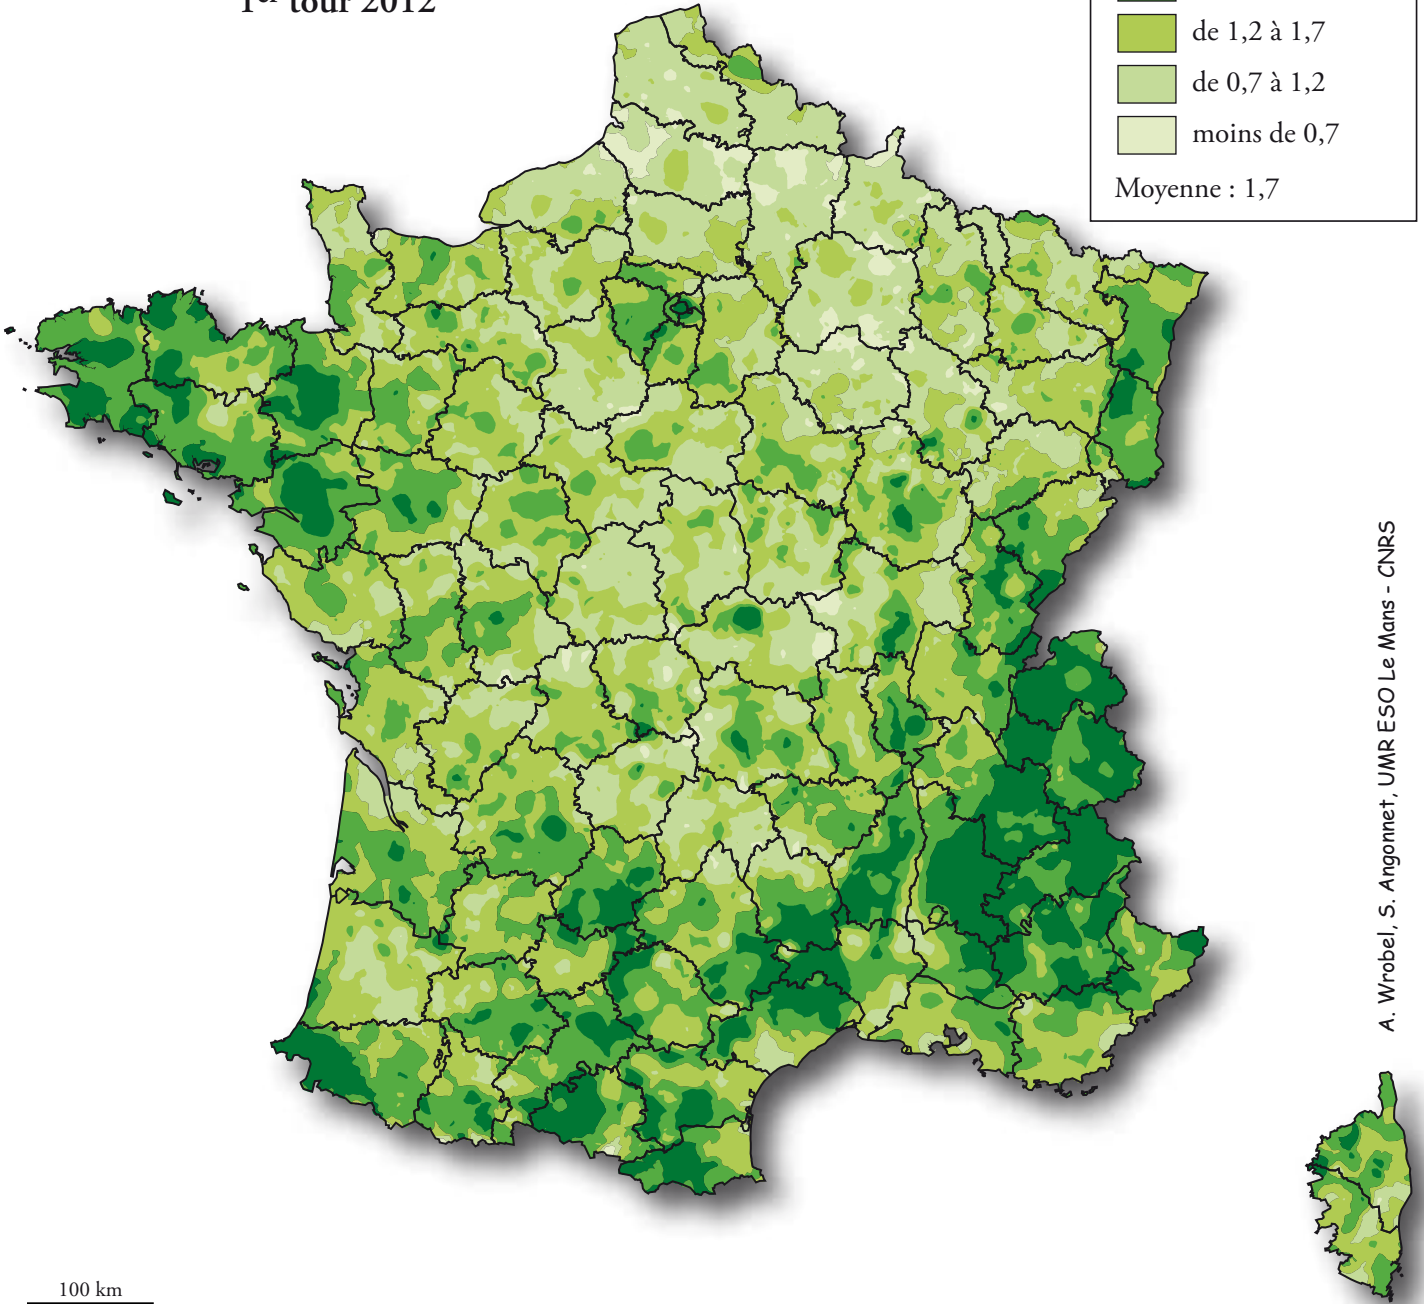 1er tour 2012
de 1,2 à 1,7
de 0,7 à 1,2
moins de 0,7
Moyenne : 1,7
A. Wrobel, S. Angonnet, UMR ESO Le Mans - CNRS
100 km